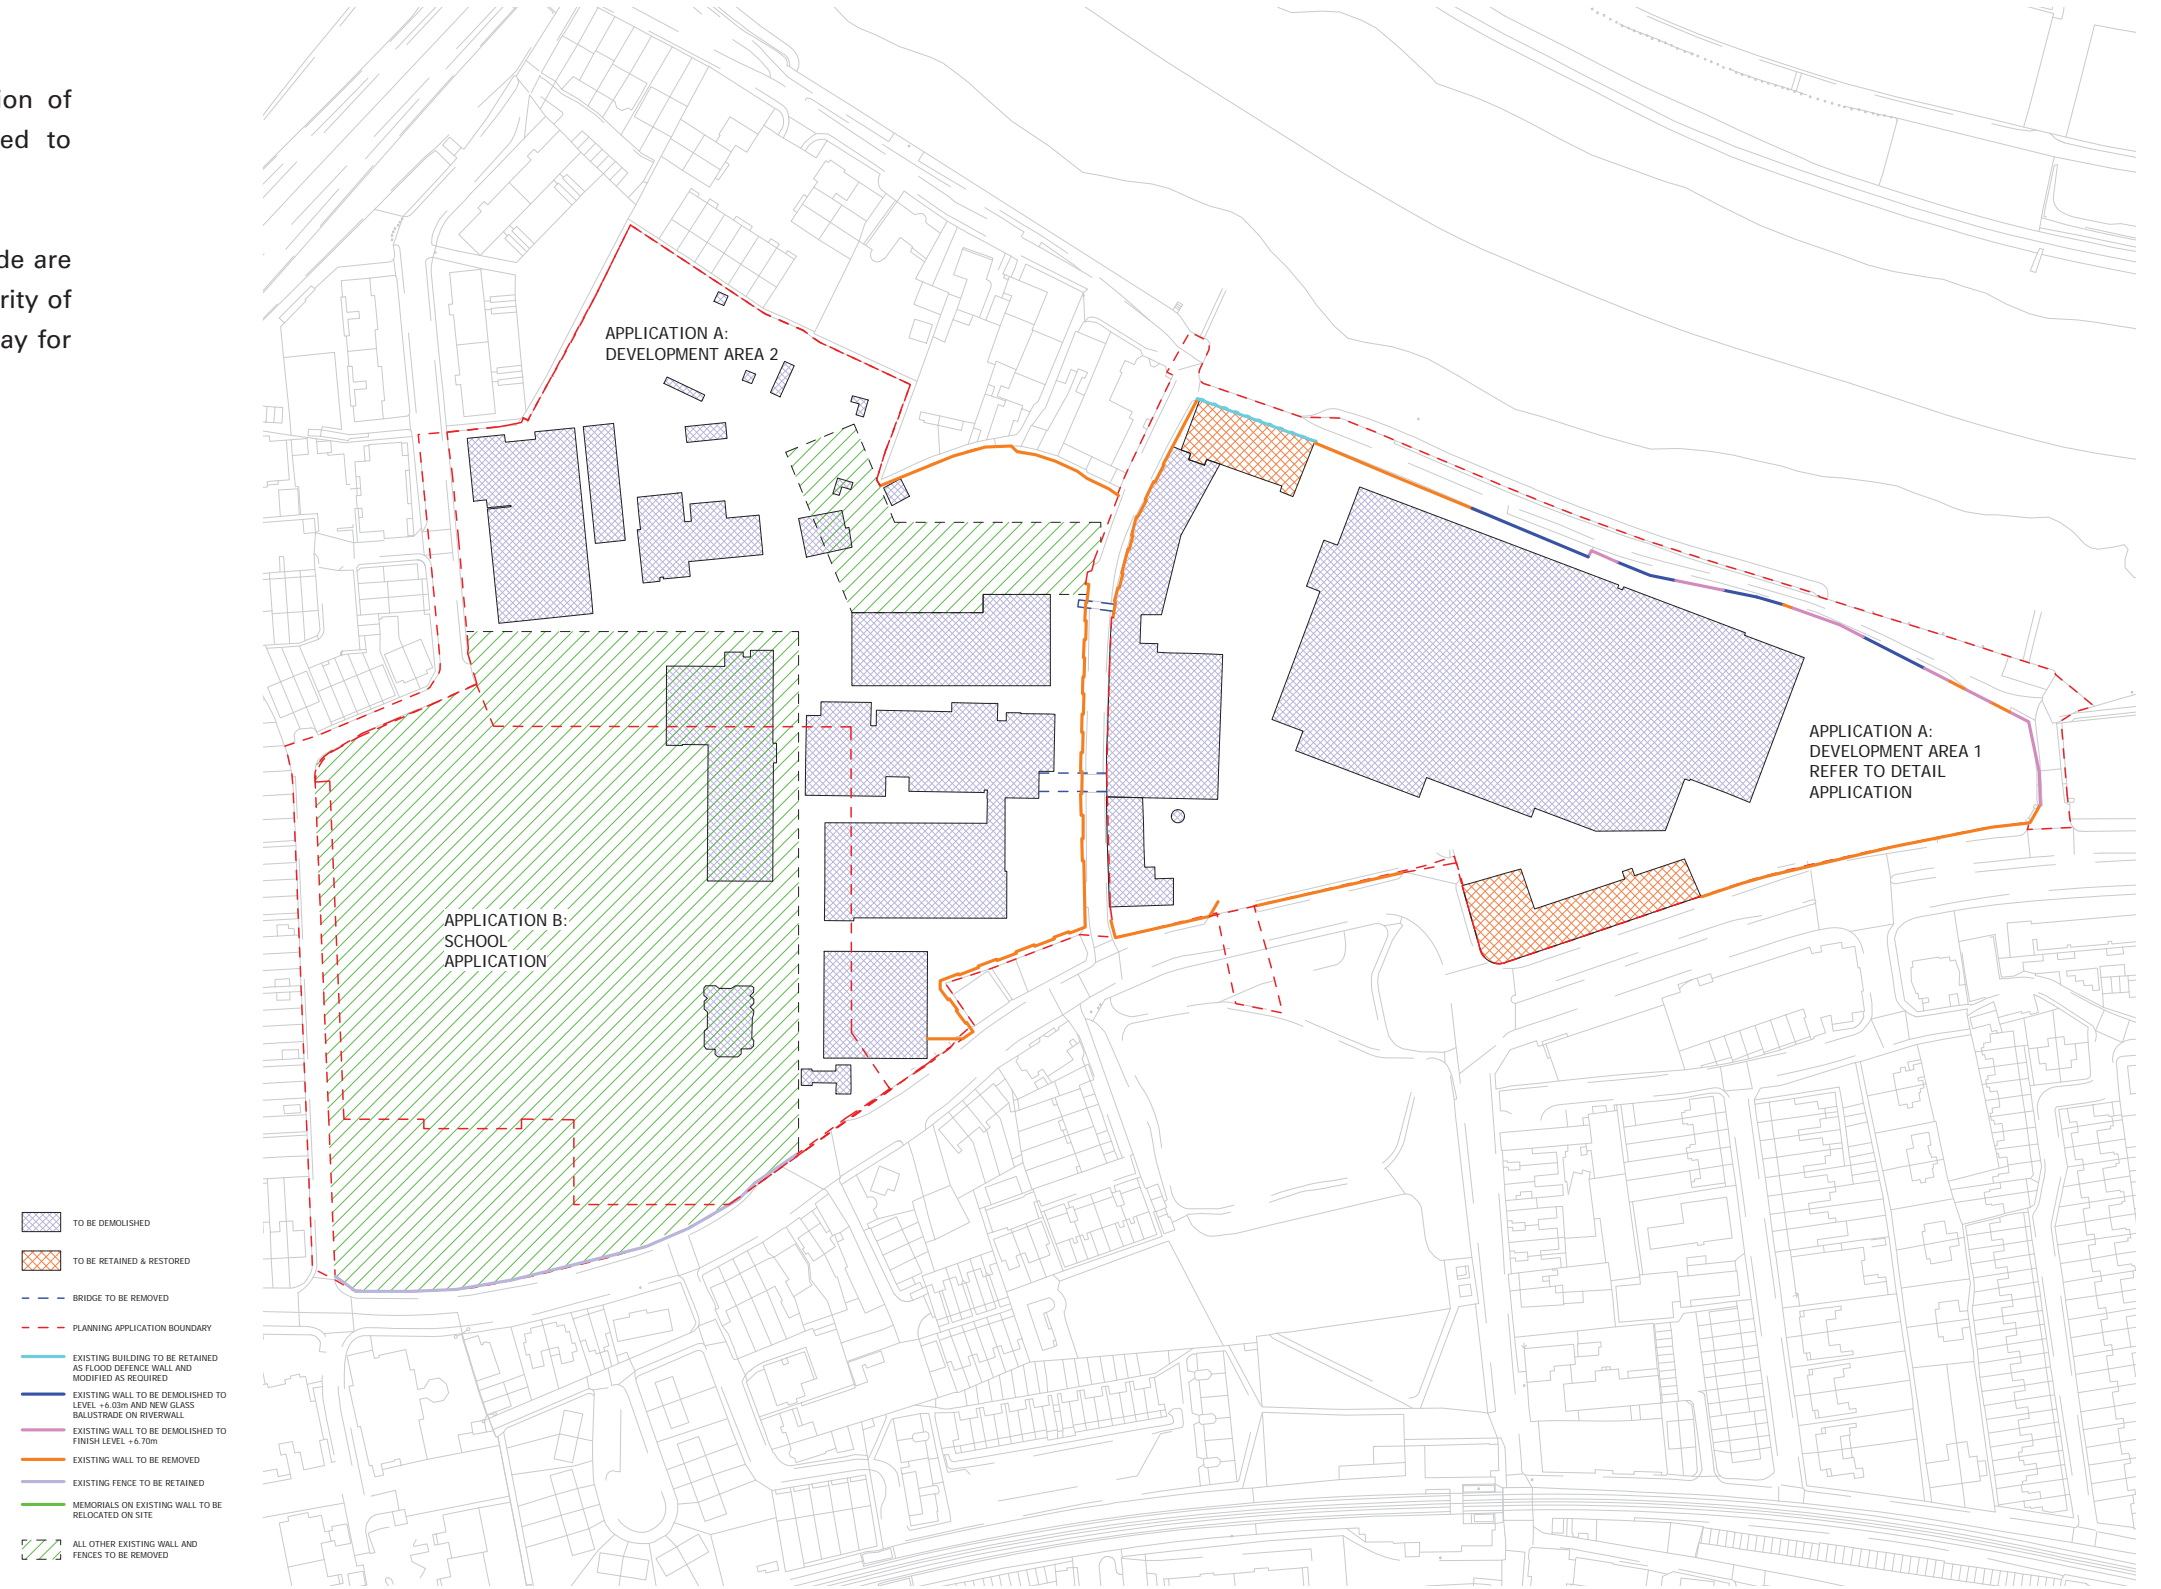 ion of
ed to
de are
rity of
ay for
APPLICATION A:
DEVELOPMENT AREA 2
APPLICATION A:
DEVELOPMENT AREA 1
REFER TO DETAIL
APPLICATION
APPLICATION B:
SCHOOL
APPLICATION
TO BE DEMOLISHED
TO BE RETAINED & RESTORED
BRIDGE TO BE REMOVED
PLANNING APPLICATION BOUNDARY
EXISTING BUILDING TO BE RETAINED
AS FLOOD DEFENCE WALL AND
MODIFIED AS REQUIRED
EXISTING WALL TO BE DEMOLISHED TO
LEVEL +6.03m AND NEW GLASS
BALUSTRADE ON RIVERWALL
EXISTING WALL TO BE DEMOLISHED TO
FINISH LEVEL +6.70m
EXISTING WALL TO BE REMOVED
EXISTING FENCE TO BE RETAINED
MEMORIALS ON EXISTING WALL TO BE
RELOCATED ON SITE
ALL OTHER EXISTING WALL AND
FENCES TO BE REMOVED